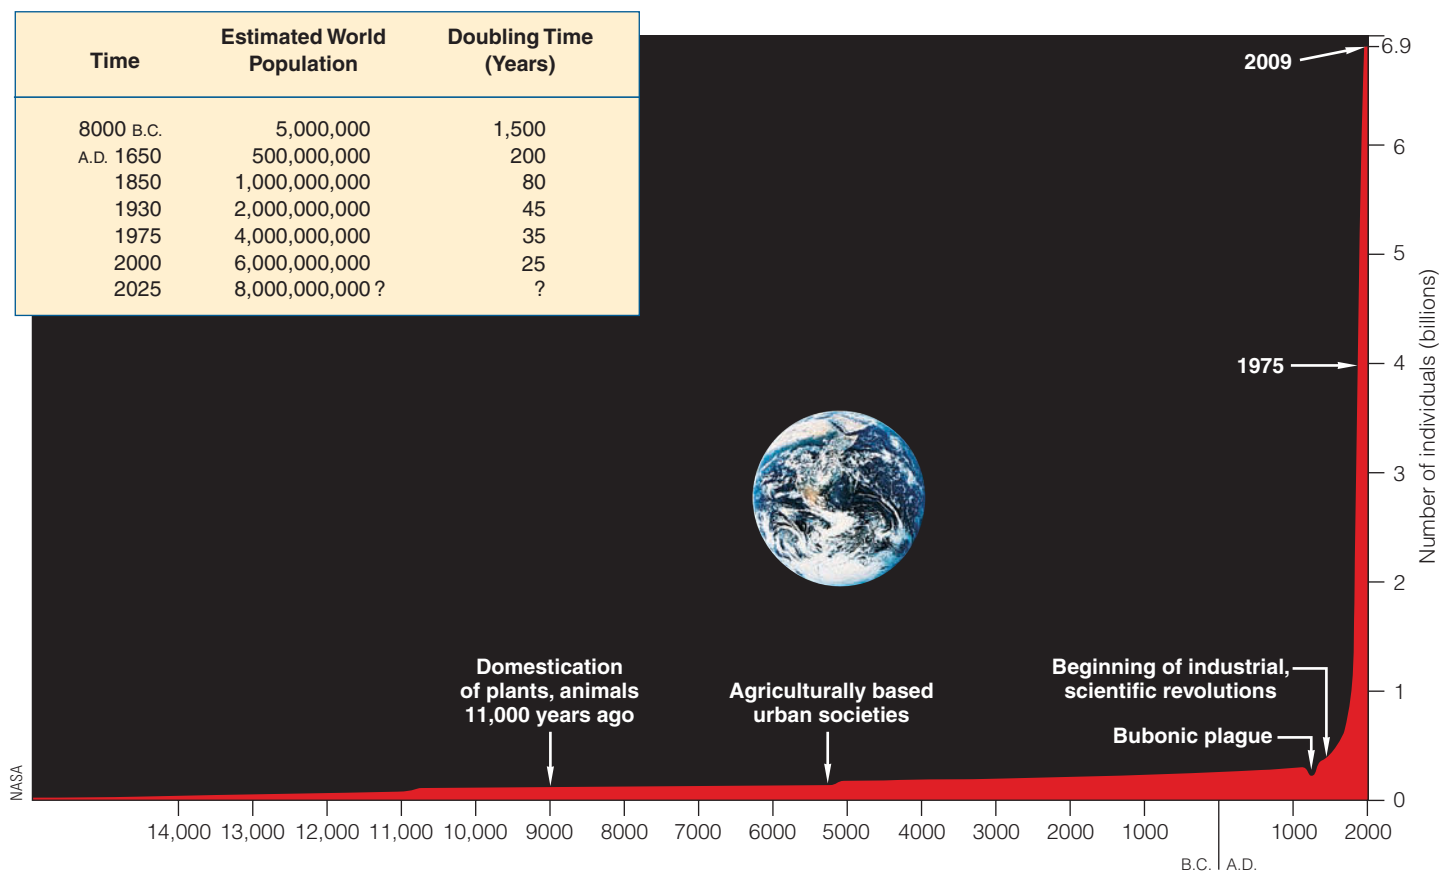 Time Estimated World Population Doubling Time (Years)
8000 B.C. 5,000,000 1,500
A.D. 1650 500,000,000 200
1850 1,000,000,000 80
1930 2,000,000,000 45
1975 4,000,000,000 35
2000 6,000,000,000 25
2025 8,000,000,000 ? ?
2009
6.9
6
5
1975
4
3
2
1
0
Number of individuals (billions)
Domestication
of plants, animals
11,000 years ago
Agriculturally based
urban societies
Beginning of industrial,
scientific revolutions
Bubonic plague
NASA
14,000 13,000 12,000 11,000 10,000 9000 8000 7000 6000 5000 4000 3000 2000 1000 1000 2000
B.C. A.D.